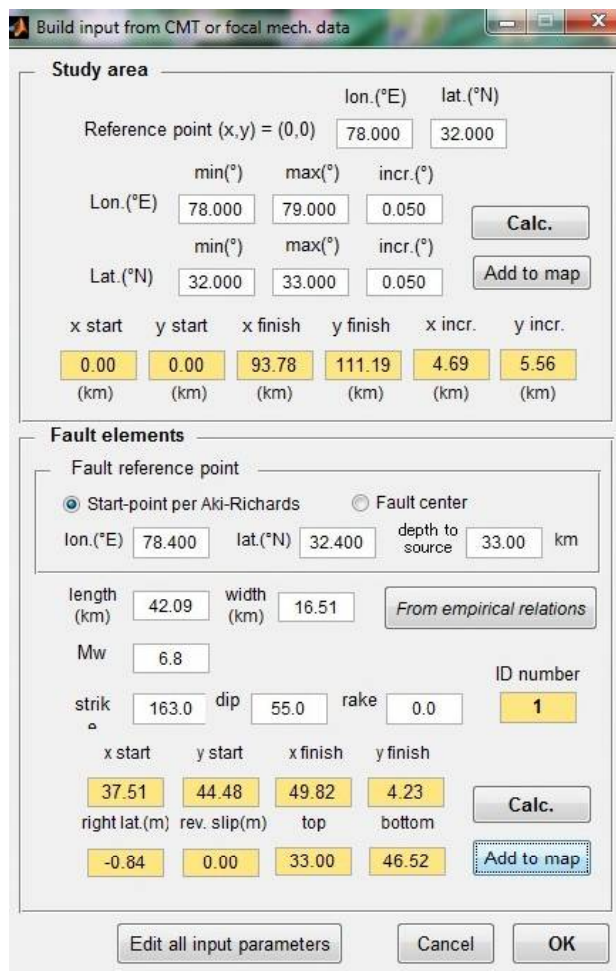 Build input from CMT or focal mech. data
Study area
lon.(°E) lat.(°N)
Reference point (x,y) = (0,0) 78.000 32.000
min(°) max(°) incr.(°)
Lon.(°E) 78.000 79.000 0.050
Calc.
min(°) max(°) incr.(°)
Lat.(°N) 32.000 33.000 0.050
Add to map
x start y start x finish y finish x incr. y incr.
0.00 0.00 93.78 111.19 4.69 5.56
(km) (km) (km) (km) (km) (km)
Fault elements
Fault reference point
Start-point per Aki-Richards Fault center
lon.(°E) 78.400 lat.(°N) 32.400 depth to source 33.00 km
length (km) 42.09 width (km) 16.51 From empirical relations
Mw 6.8
ID number
strik 163.0 dip 55.0 rake 0.0 1
x start y start x finish y finish
37.51 44.48 49.82 4.23
Calc.
right lat.(m) rev. slip(m) top bottom
-0.84 0.00 33.00 46.52
Add to map
Edit all input parameters Cancel OK